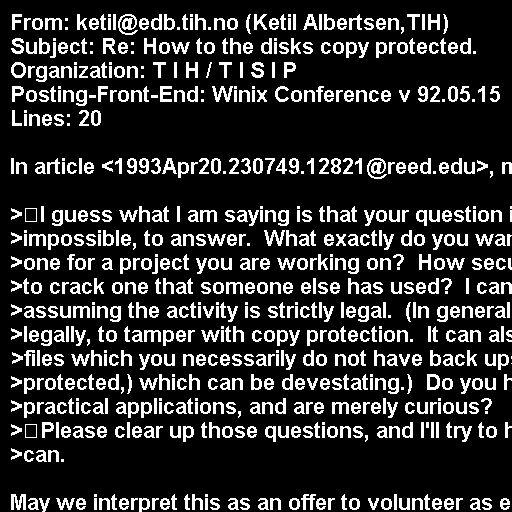 From: ketil@edb.tih.no (Ketil Albertsen,TIH)
Subject: Re: How to the disks copy protected.
Organization: T I H / T I S I P
Posting-Front-End: Winix Conference v 92.05.15
Lines: 20

In article <1993Apr20.230749.12821@reed.edu>,

>□I guess what I am saying is that your question
>impossible, to answer.  What exactly do you
>one for a project you are working on?  How
>to crack one that someone else has used?  I can
>assuming the activity is strictly legal.  (In general
>legally, to tamper with copy protection.  It can
>files which you necessarily do not have back
>protected,) which can be devestating.)  Do you
>practical applications, and are merely curious?
>□Please clear up those questions, and I'll try to
>can.

May we interpret this as an offer to volunteer as